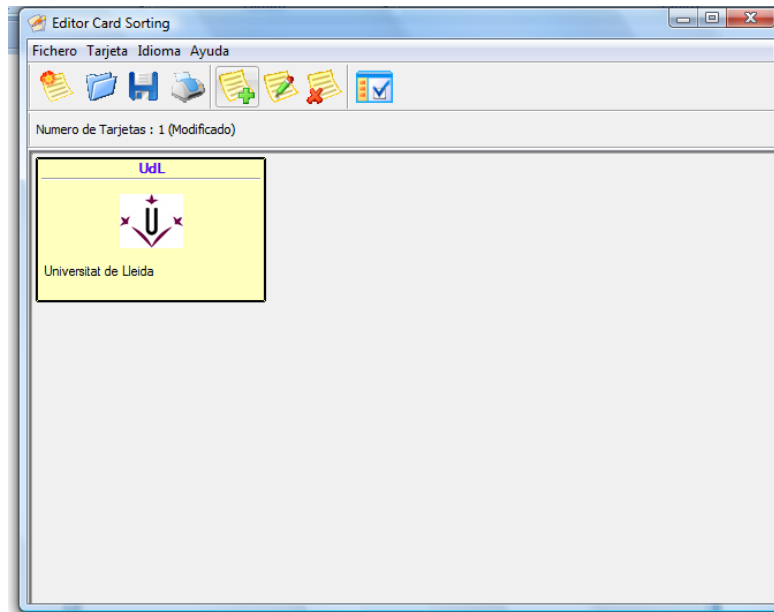 Editor Card Sorting
Fichero Tarjeta Idioma Ayuda
Numero de Tarjetas : 1 (Modificado)
UdL
Universitat de Lleida